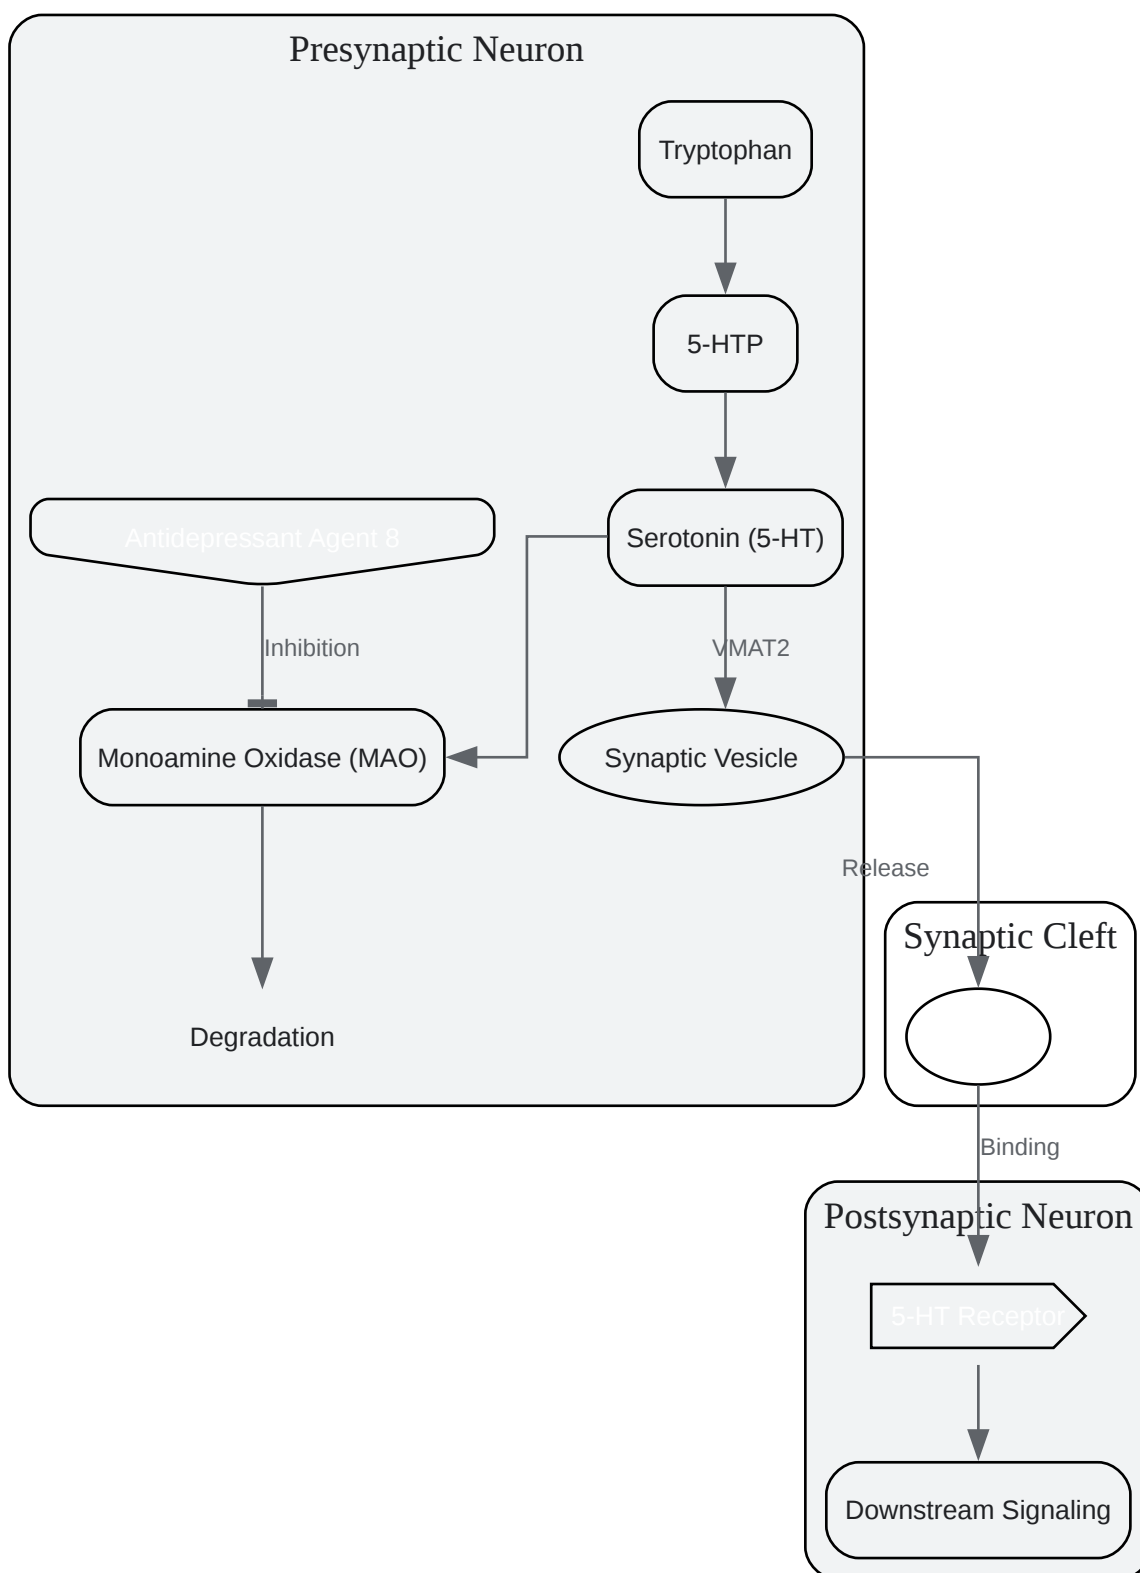 Presynaptic Neuron
Tryptophan
5-HTP
Antidepressant Agent 8
Serotonin (5-HT)
Inhibition
VMAT2
Monoamine Oxidase (MAO)
Synaptic Vesicle
Release
Synaptic Cleft
Degradation
Binding
Postsynaptic Neuron
5-HT Receptor
Downstream Signaling